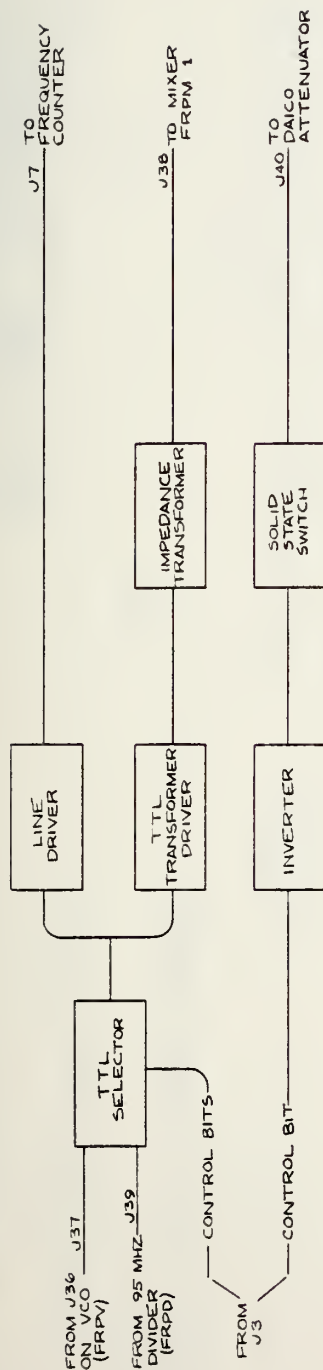 FROM J36
ON VCO
(FRPV)
J37
FROM 95 MHZ
DIVIDER
(FRPD)
J39
FROM
J3
CONTROL BITS
CONTROL BIT
TTL
SELECTOR
LINE
DRIVER
TTL
TRANSFORMER
DRIVER
INVERTER
IMPEDANCE
TRANSFORMER
SOLID
STATE
SWITCH
J7
TO
FREQUENCY
COUNTER
J38
TO MIXER
FRPM 1
J40
TO
DAICO
ATTENUATOR